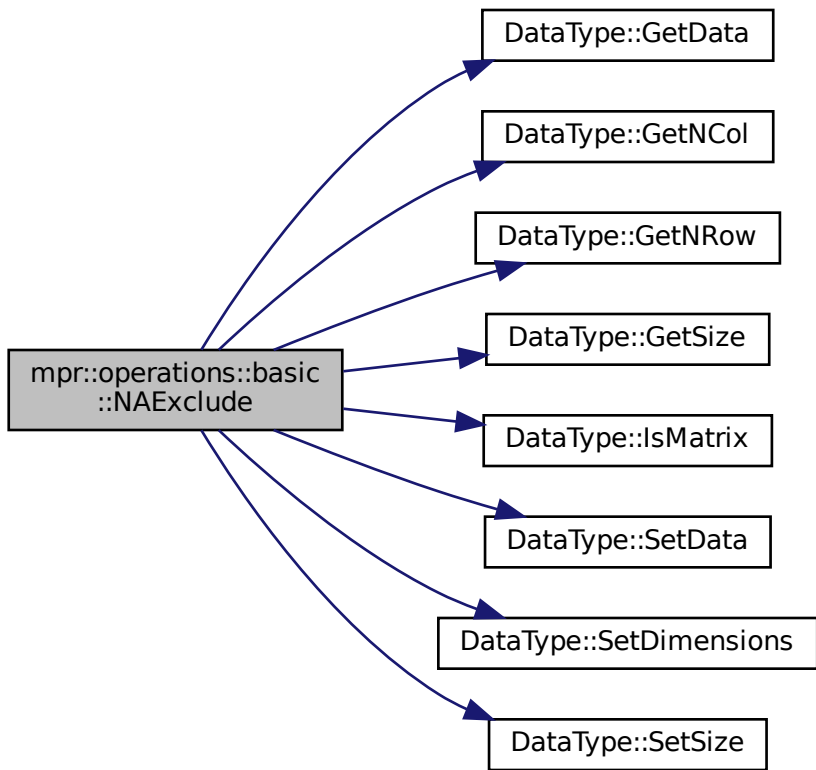 DataType::GetData
DataType::GetNCol
DataType::GetNRow
DataType::GetSize
mpr::operations::basic
::NAExclude
DataType::IsMatrix
DataType::SetData
DataType::SetDimensions
DataType::SetSize